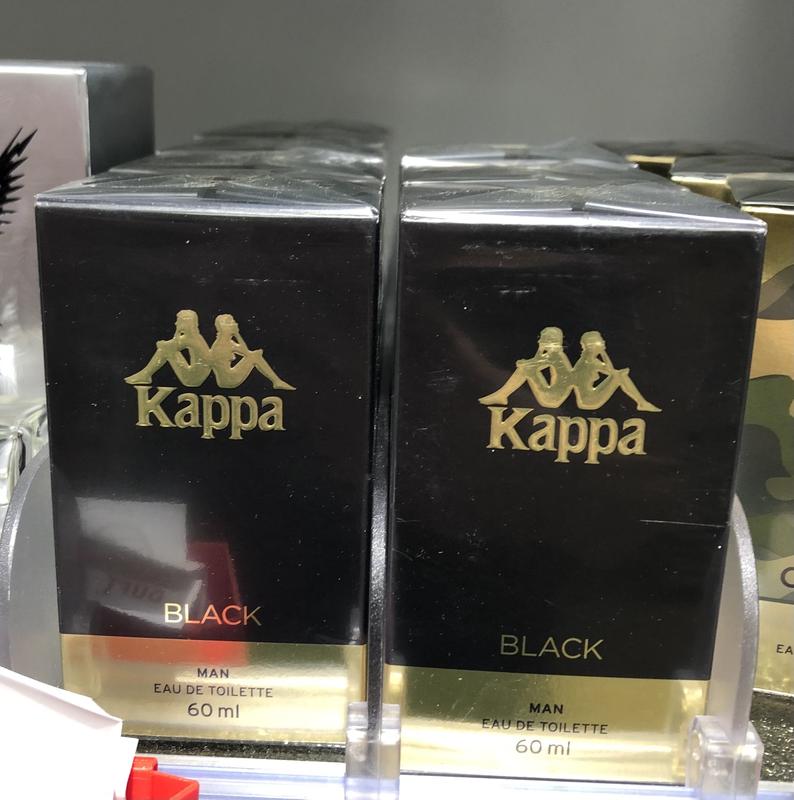 Kappa
BLACK
MAN
EAU DE TOILETTE
60 ml
Kappa
BLACK
MAN
EAU DE TOILETTE
60 ml